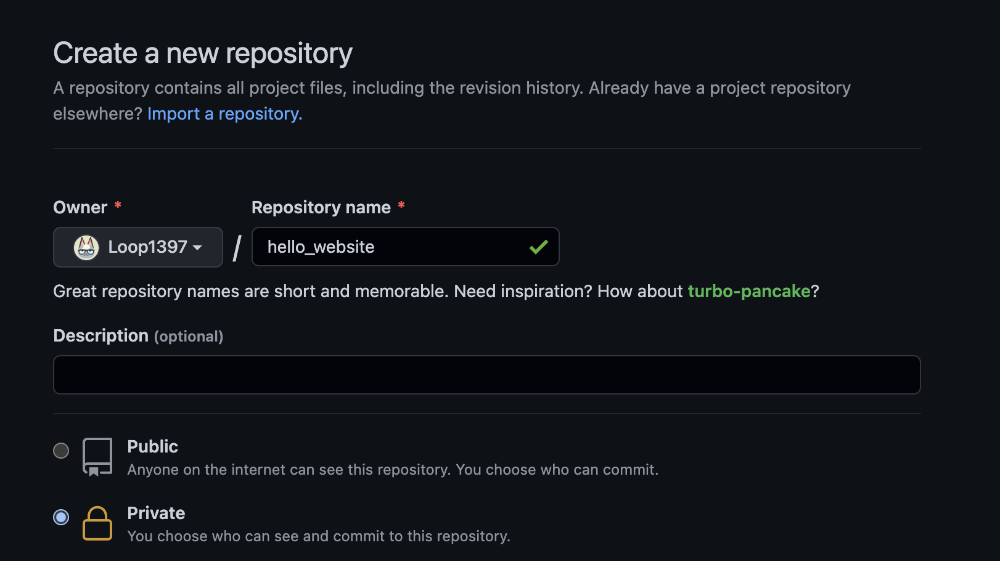 Create a new repository
A repository contains all project files, including the revision history. Already have a project repository
elsewhere? Import a repository.
Owner * Repository name *
Loop1397 / hello_website
Great repository names are short and memorable. Need inspiration? How about turbo-pancake?
Description (optional)
Public
Anyone on the internet can see this repository. You choose who can commit.
Private
You choose who can see and commit to this repository.